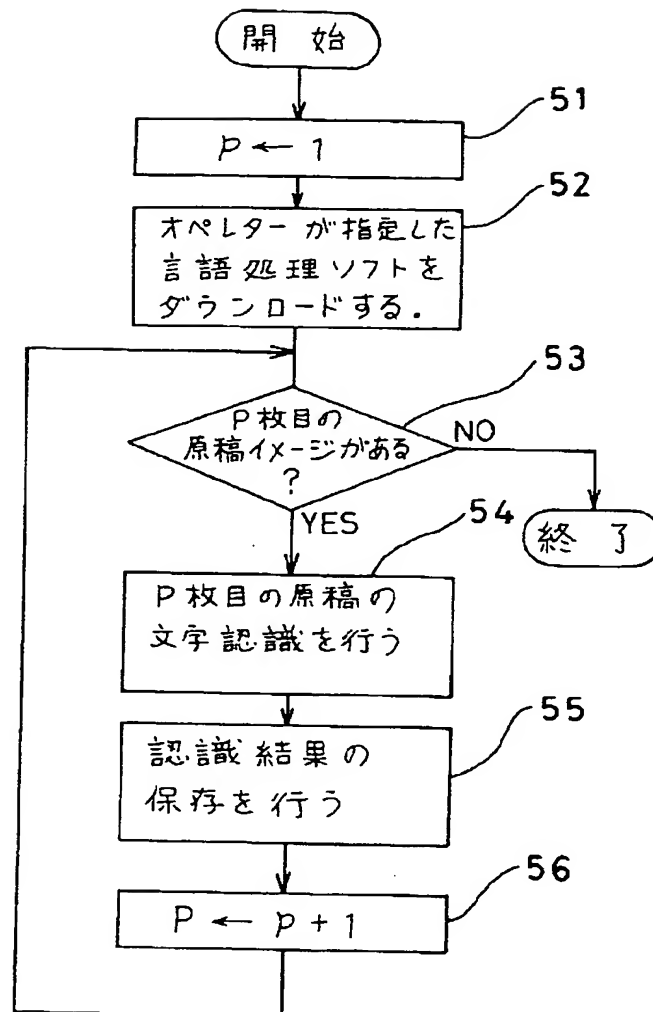 開始
51
P ← 1
52
オペレターが指定した
言語処理ソフトを
ダウンロードする.
53
P枚目の
原稿イメージがある
?
NO
YES
終了
54
P枚目の原稿の
文字認識を行う
55
認識結果の
保存を行う
56
P ← P + 1